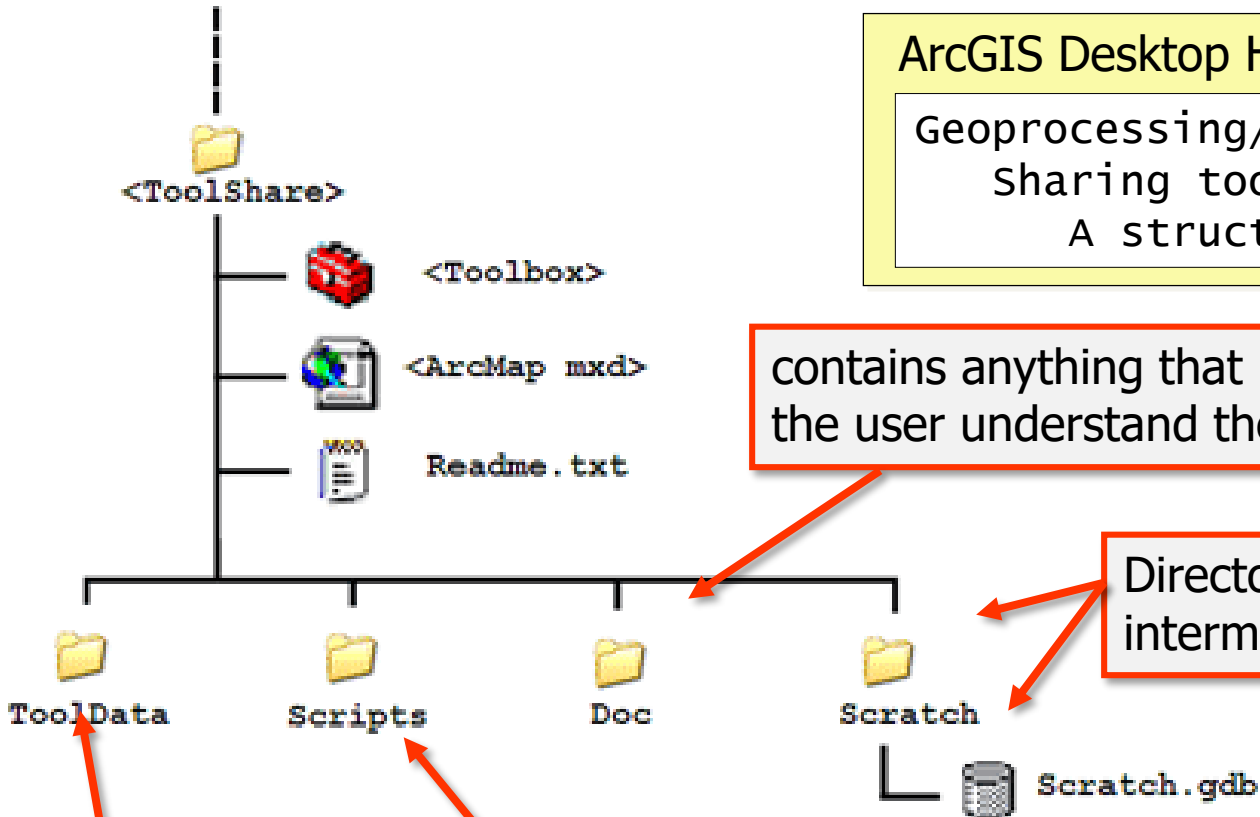 ArcGIS Desktop H
Geoprocessing/
Sharing too
A struct
<ToolShare>
<Toolbox>
<ArcMap mxd>
Readme.txt
contains anything that
the user understand the
Directo
interm
ToolData
Scripts
Doc
Scratch
Scratch.gdb